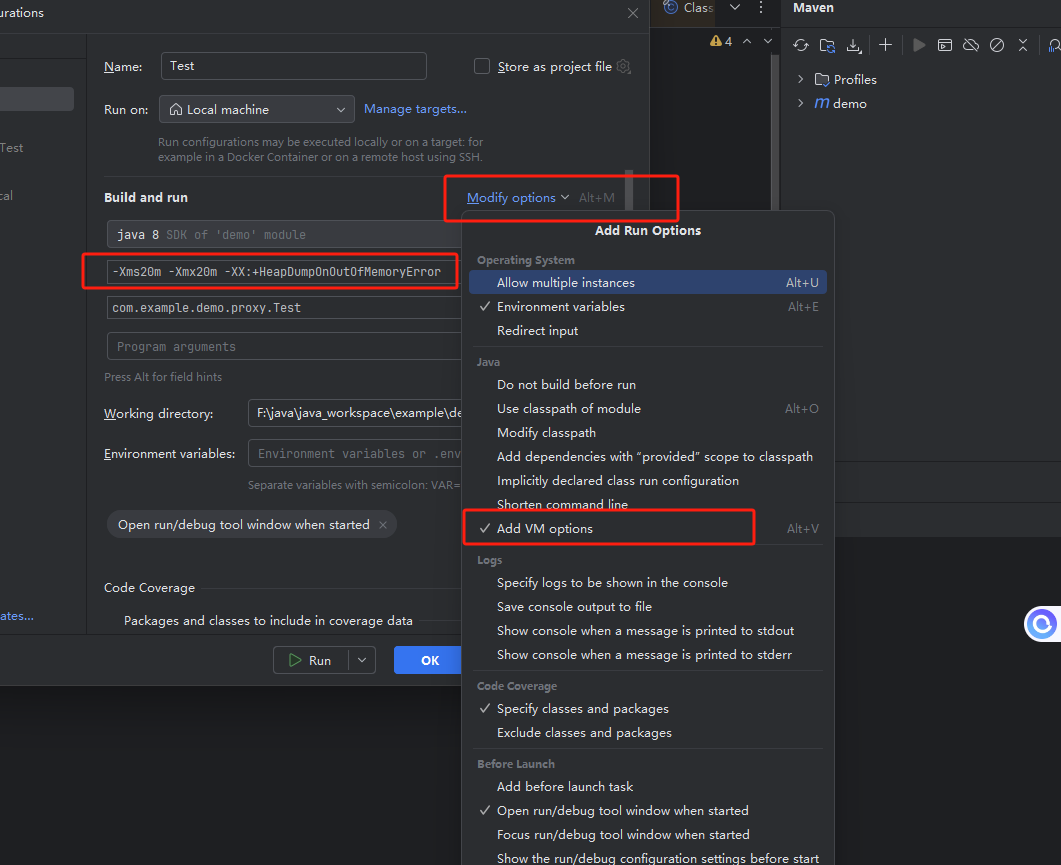 urations
Class
Maven
4
Name:
Test
Store as project file
Profiles
demo
Run on:
Local machine
Manage targets...
Run configurations may be executed locally or on a target: for
example in a Docker Container or on a remote host using SSH.
Test
cal
ates...
Build and run
Modify options
Alt+M
java 8 SDK of 'demo' module
-Xms20m -Xmx20m -XX:+HeapDumpOnOutOfMemoryError
com.example.demo.proxy.Test
Program arguments
Press Alt for field hints
Working directory:
F:\java\java_workspace\example\de
Environment variables:
Environment variables or .env
Separate variables with semicolon: VAR=
Open run/debug tool window when started
Code Coverage
Packages and classes to include in coverage data
Run
OK
Add Run Options
Operating System
Allow multiple instances Alt+U
Environment variables Alt+E
Redirect input
Java
Do not build before run
Use classpath of module Alt+O
Modify classpath
Add dependencies with “provided” scope to classpath
Implicitly declared class run configuration
Shorten command line
Add VM options Alt+V
Logs
Specify logs to be shown in the console
Save console output to file
Show console when a message is printed to stdout
Show console when a message is printed to stderr
Code Coverage
Specify classes and packages
Exclude classes and packages
Before Launch
Add before launch task
Open run/debug tool window when started
Focus run/debug tool window when started
Show the run/debug configuration settings before start